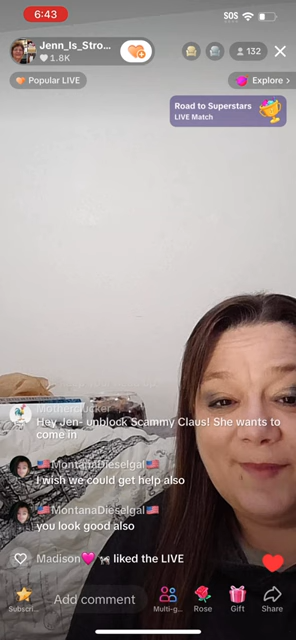 6:43
SOS
Jenn_Is_Stro...
1.8K
132
Popular LIVE
Explore >
Road to Superstars
LIVE Match
Motherclucker
Hey Jen- unblock Scammy Claus! She wants to
come in
🇺🇸MontanaDieselgal🇺🇸
I wish we could get help also
🇺🇸MontanaDieselgal🇺🇸
you look good also
Madison🩷🐩 liked the LIVE
Subscri...
Add comment
Multi-g...
Rose
Gift
Share